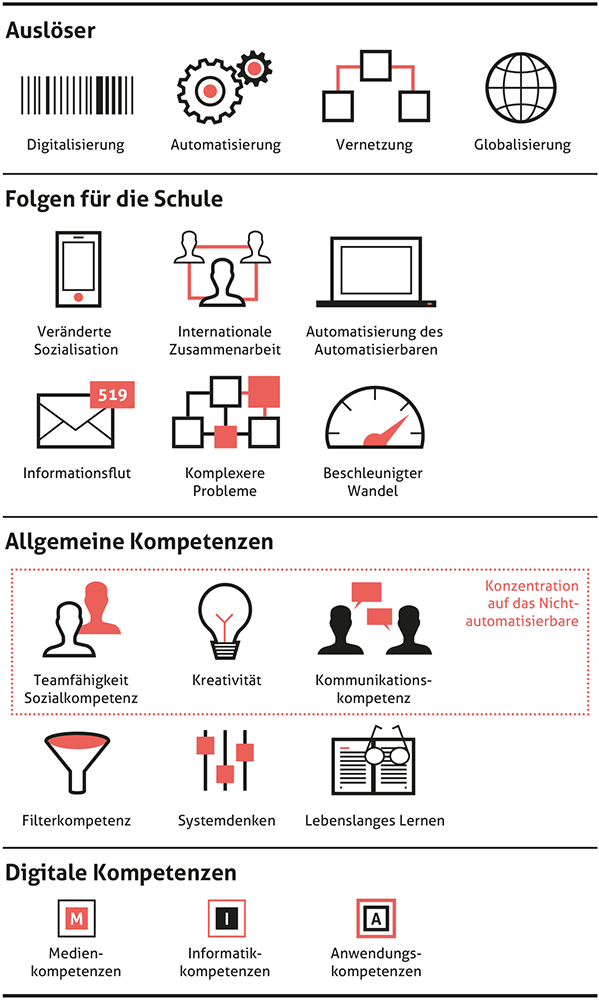 Auslöser
Digitalisierung
Automatisierung
Vernetzung
Globalisierung
Folgen für die Schule
Veränderte
Sozialisation
Internationale
Zusammenarbeit
Automatisierung des
Automatisierbaren
519
Informationsflut
Komplexere
Probleme
Beschleunigter
Wandel
Allgemeine Kompetenzen
Konzentration
auf das Nicht-
automatisierbare
Teamfähigkeit
Sozialkompetenz
Kreativität
Kommunikations-
kompetenz
Filterkompetenz
Systemdenken
Lebenslanges Lernen
Digitale Kompetenzen
M
I
A
Medien-
kompetenzen
Informatik-
kompetenzen
Anwendungs-
kompetenzen